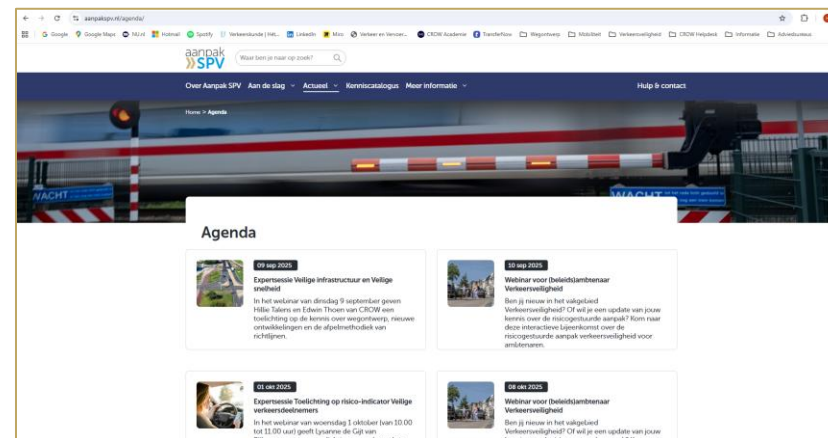 aanpakspv.nl/agenda/
Google Google Maps NU.nl Hotmail Spotify LinkedIn Miro Verkeer en Vervoer... CROW Academie TransferNow Wegontwerp Mobiliteit Verkeersveiligheid CROW Helpdesk Informatie Adviesbureaus
aanpak
SPV
Waar ben je naar op zoek?
Over Aanpak SPV Aan de slag Actueel Kenniscatalogus Meer informatie Hulp & contact
Home > Agenda
WACHT
WACHT
Agenda
09 sep 2025
Expertsessie Veilige infrastructuur en Veilige
snelheid
In het webinar van dinsdag 9 september geven
Hillie Talens en Edwin Thoen van CROW een
toelichting op de kennis over wegontwerp, nieuwe
ontwikkelingen en de afpelmethodiek van
richtlijnen.
10 sep 2025
Webinar voor (beleids)ambtenaar
Verkeersveiligheid
Ben jij nieuw in het vakgebied
Verkeersveiligheid? Of wil je een update van jouw
kennis over de risicogestuurde aanpak? Kom naar
deze interactieve bijeenkomst over de
risicogestuurde aanpak verkeersveiligheid voor
ambtenaren.
01 okt 2025
Expertsessie Toelichting op risico-indicator Veilige
verkeersdeelnemers
In het webinar van woensdag 1 oktober (van 10.00
tot 11.00 uur) geeft Lysanne de Gijt van
08 okt 2025
Webinar voor (beleids)ambtenaar
Verkeersveiligheid
Ben jij nieuw in het vakgebied
Verkeersveiligheid? Of wil je een update van jouw